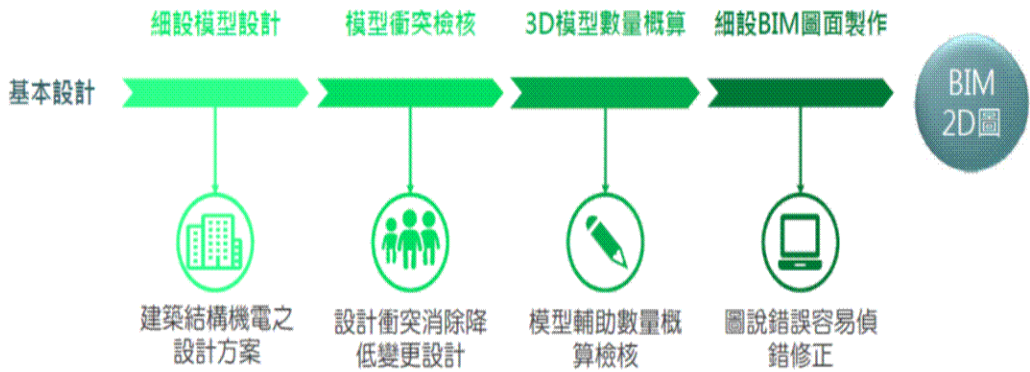 細設模型設計
模型衝突檢核
3D模型數量概算
細設BIM圖面製作
基本設計
BIM
2D圖
建築結構機電之
設計方案
設計衝突消除降
低變更設計
模型輔助數量概
算檢核
圖說錯誤容易偵
錯修正